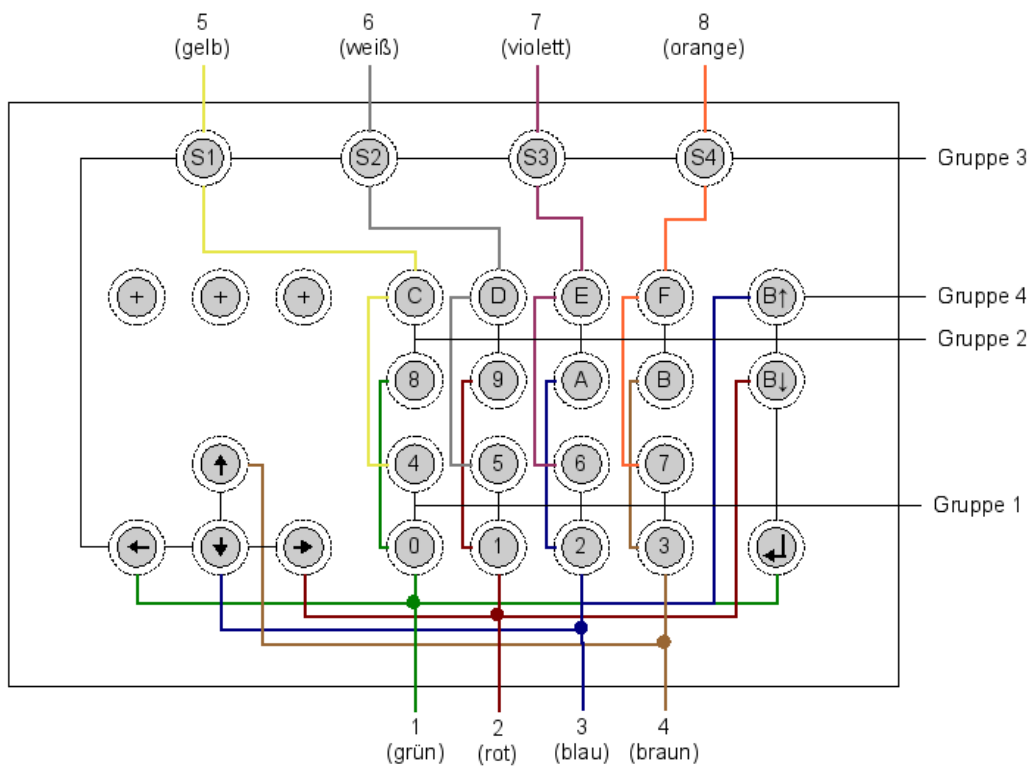 5 6 7 8
(gelb) (weiß) (violett) (orange)
S1 S2 S3 S4 Gruppe 3
+ + + C D E F B↑ Gruppe 4
Gruppe 2
8 9 A B B↓
↑ 4 5 6 7
Gruppe 1
← ↓ → 0 1 2 3 ↵
1 2 3 4
(grün) (rot) (blau) (braun)